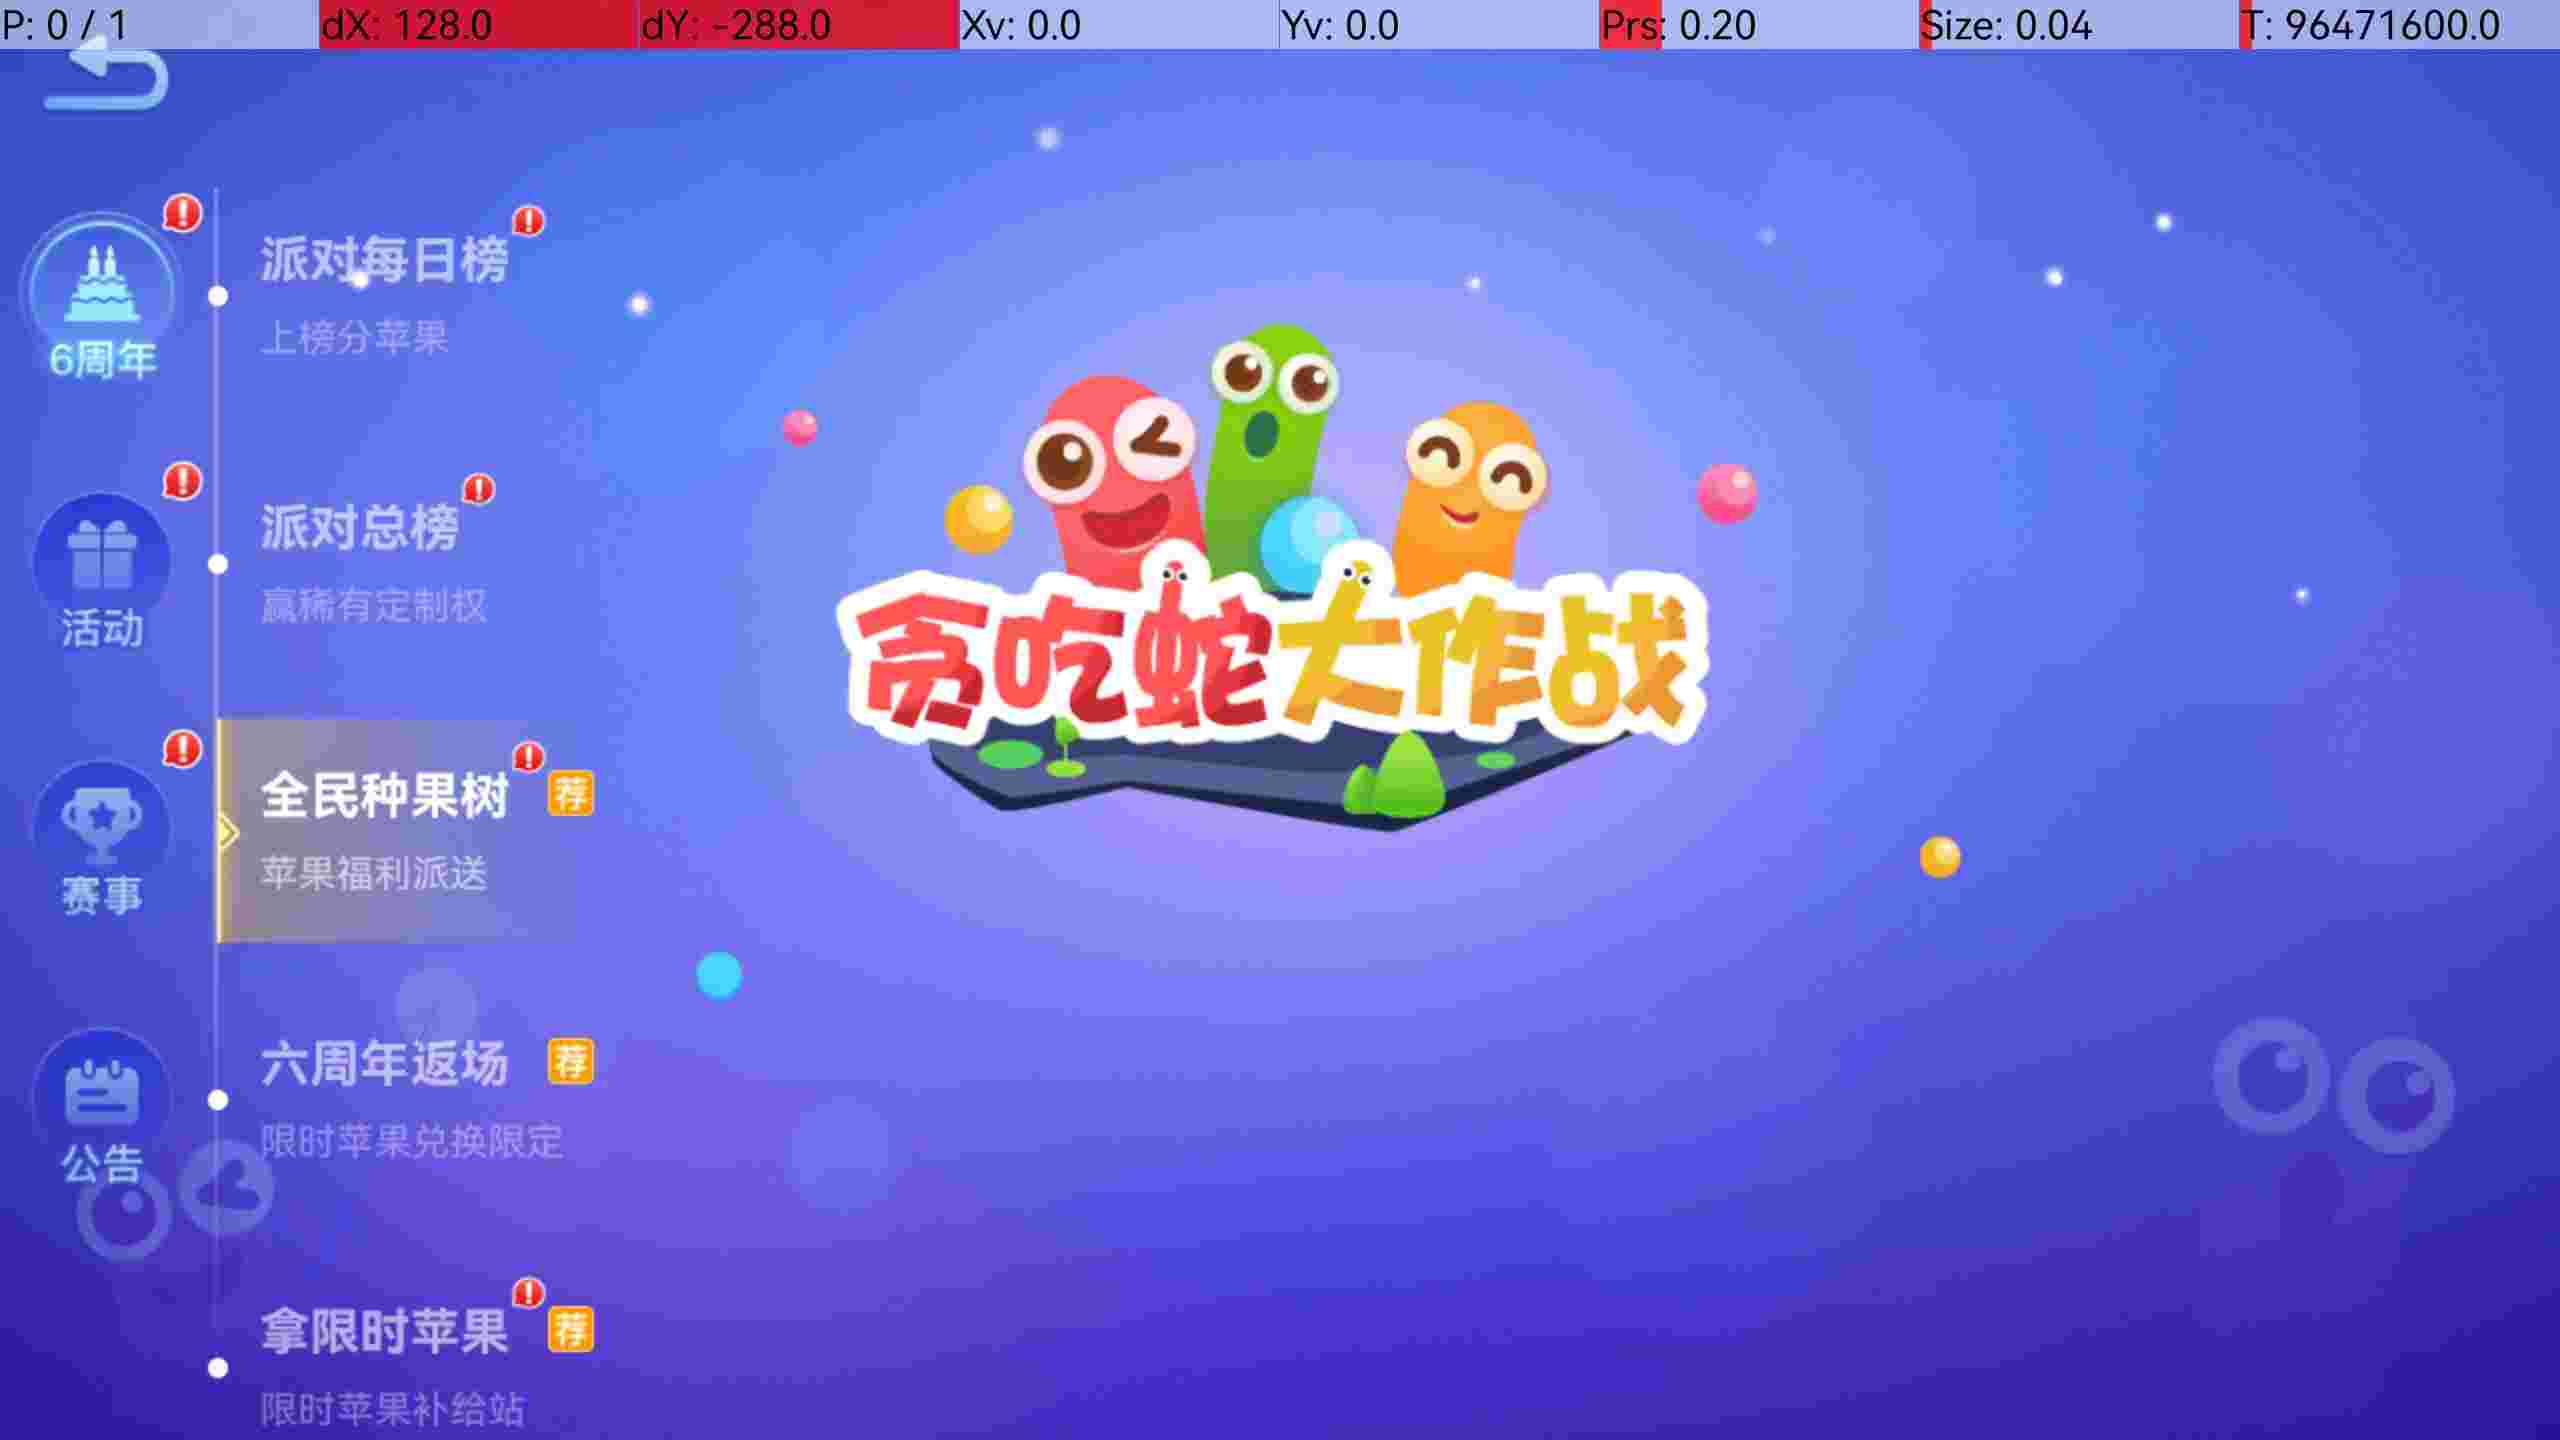 P: 0 / 1
dX: 128.0
dY: -288.0
Xv: 0.0
Yv: 0.0
Prs: 0.20
Size: 0.04
T: 96471600.0
6周年
活动
赛事
公告
派对每日榜
上榜分苹果
派对总榜
赢稀有定制权
全民种果树 荐
苹果福利派送
六周年返场 荐
限时苹果兑换限定
拿限时苹果 荐
限时苹果补给站
贪吃蛇大作战